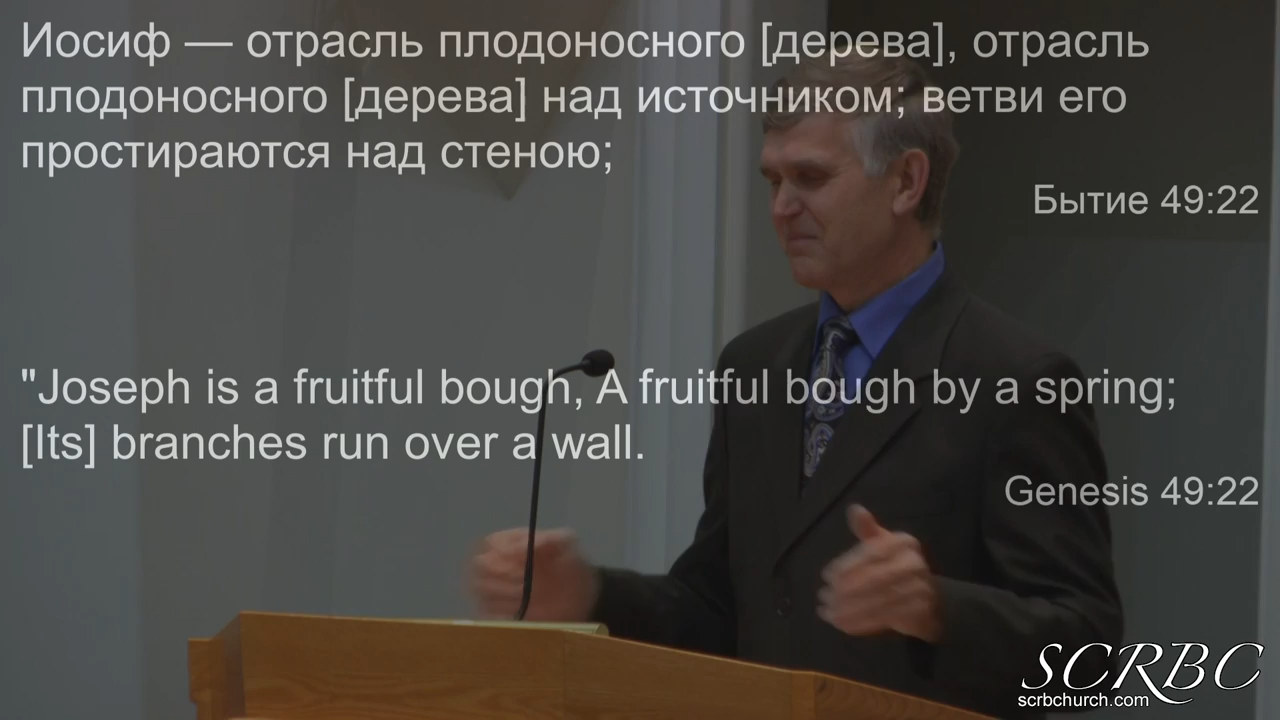 Иосиф — отрасль плодоносного [дерева], отрасль
плодоносного [дерева] над источником; ветви его
простираются над стеною;
Бытие 49:22
"Joseph is a fruitful bough, A fruitful bough by a spring;
[Its] branches run over a wall.
Genesis 49:22
SCRBC
scrbchurch.com